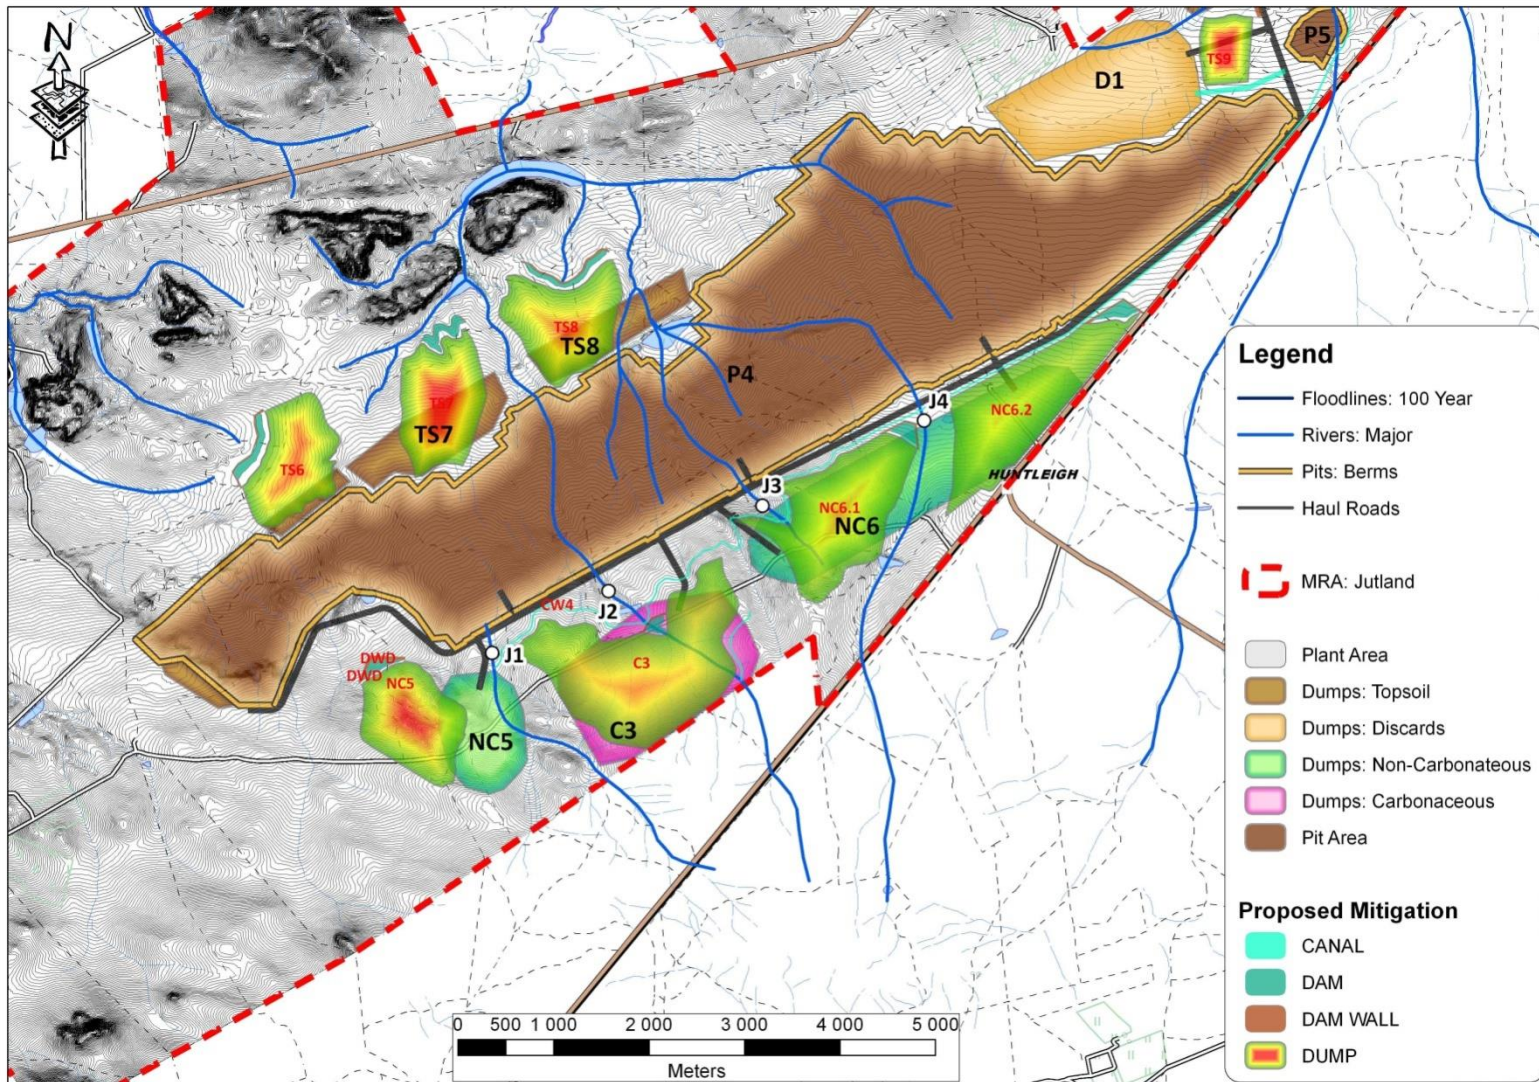 N
P5
TS9
D1
TS8
TS8
P4
TS7
TS7
J4
NC6.2
TS6
HUNTLEIGH
J3
NC6.1
NC6
CW4
J2
J1
DWD
DWD
NC5
C3
C3
NC5
Legend
Floodlines: 100 Year
Rivers: Major
Pits: Berms
Haul Roads
MRA: Jutland
Plant Area
Dumps: Topsoil
Dumps: Discards
Dumps: Non-Carbonateous
Dumps: Carbonaceous
Pit Area
Proposed Mitigation
CANAL
DAM
DAM WALL
DUMP
0 500 1 000 2 000 3 000 4 000 5 000
Meters